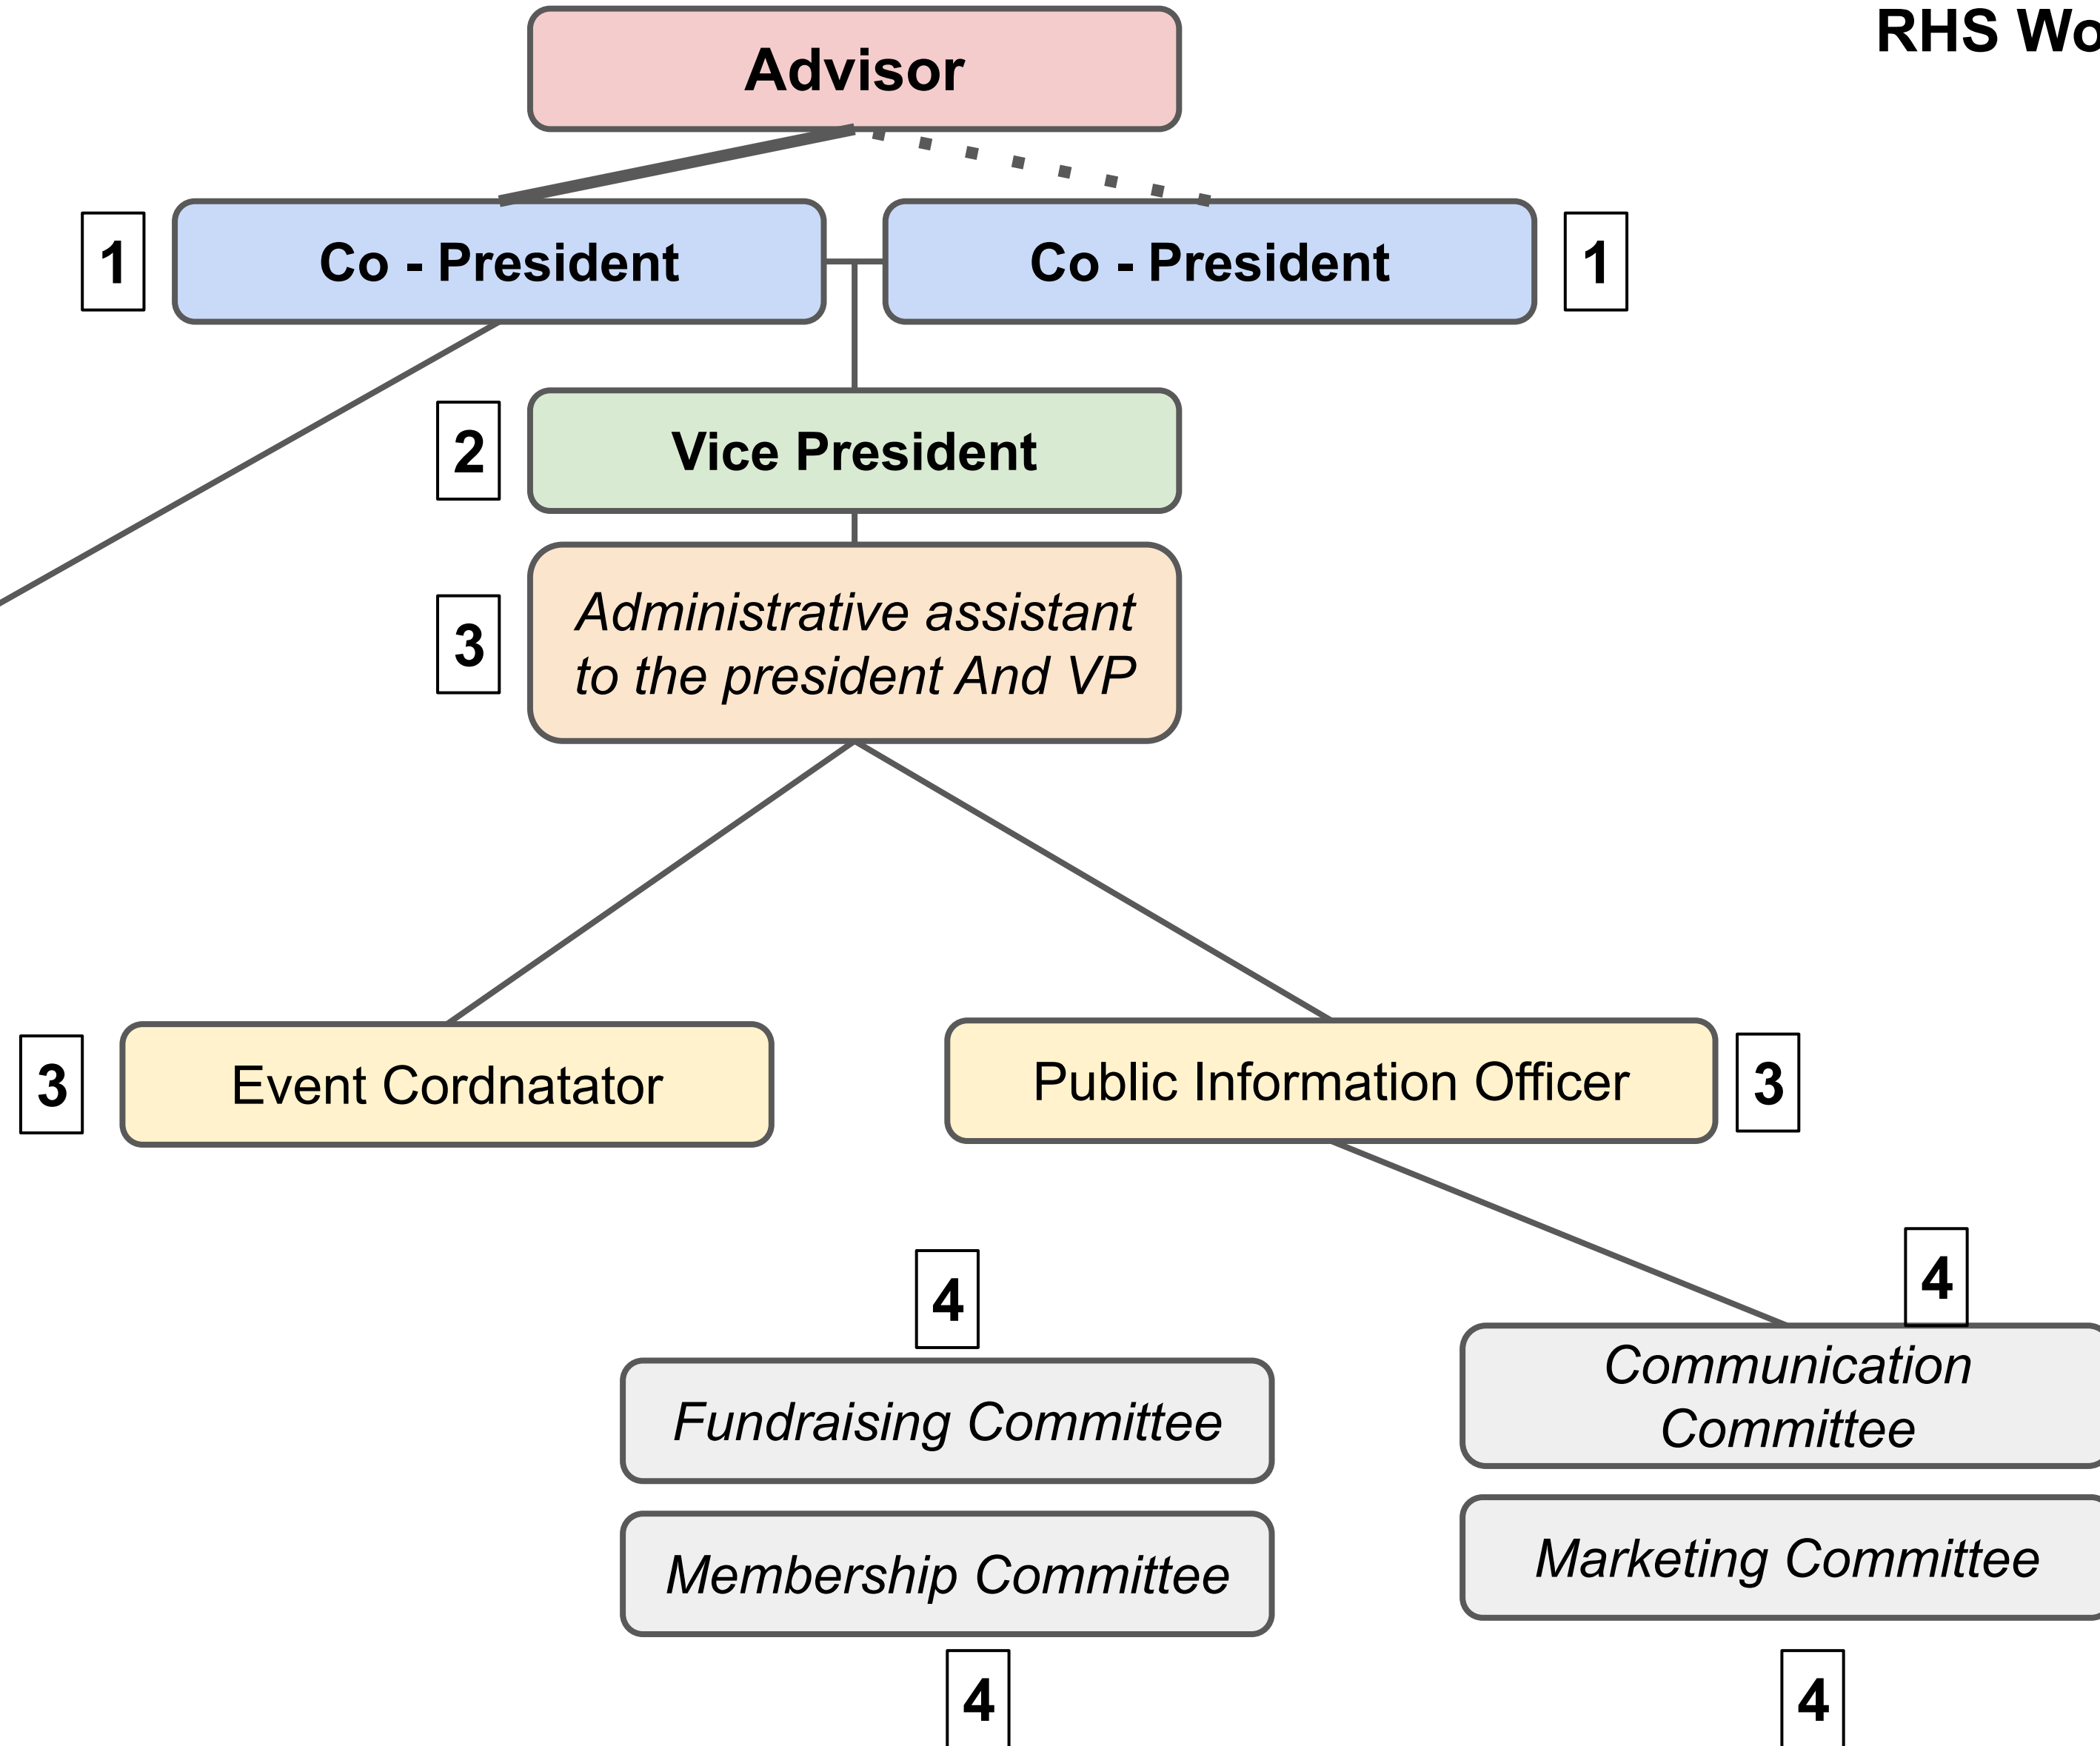 RHS
Advisor
1
Co - President
Co - President
1
2
Vice President
3
Administrative assistant
to the president And VP
3
Event Cordnatator
Public Information Officer
3
4
4
Fundraising Committee
Communication
Committee
Membership Committee
Marketing Committee
4
4